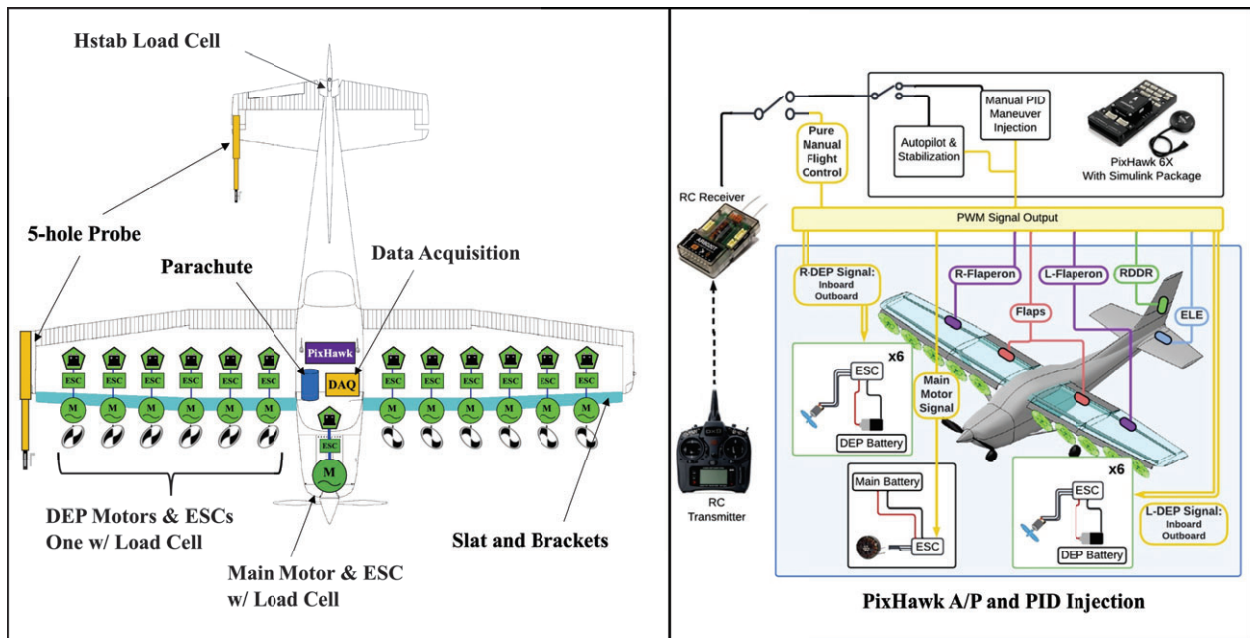 Hstab Load Cell
5-hole Probe
Parachute
Data Acquisition
PixHawk
DAQ
ESC
ESC
ESC
ESC
ESC
ESC
ESC
ESC
ESC
ESC
ESC
ESC
M
M
M
M
M
M
M
M
M
M
M
M
ESC
M
DEP Motors & ESCs
One w/ Load Cell
Main Motor & ESC
w/ Load Cell
Slat and Brackets
Manual PID
Maneuver
Injection
Autopilot &
Stabilization
PixHawk 6X
With Simulink Package
Pure
Nanual
Flight
Control
RC Receiver
PWM Signal Output
R-DEP Signal:
Inboard
Outboard
R-Flaperon
L-Flaperon
RDDR
Flaps
ELE
x6
ESC
DEP Battery
Main
Motor
Signal
Main Battery
ESC
x6
ESC
DEP Battery
L-DEP Signal:
Inboard
Outboard
RC
Transmitter
PixHawk A/P and PID Injection